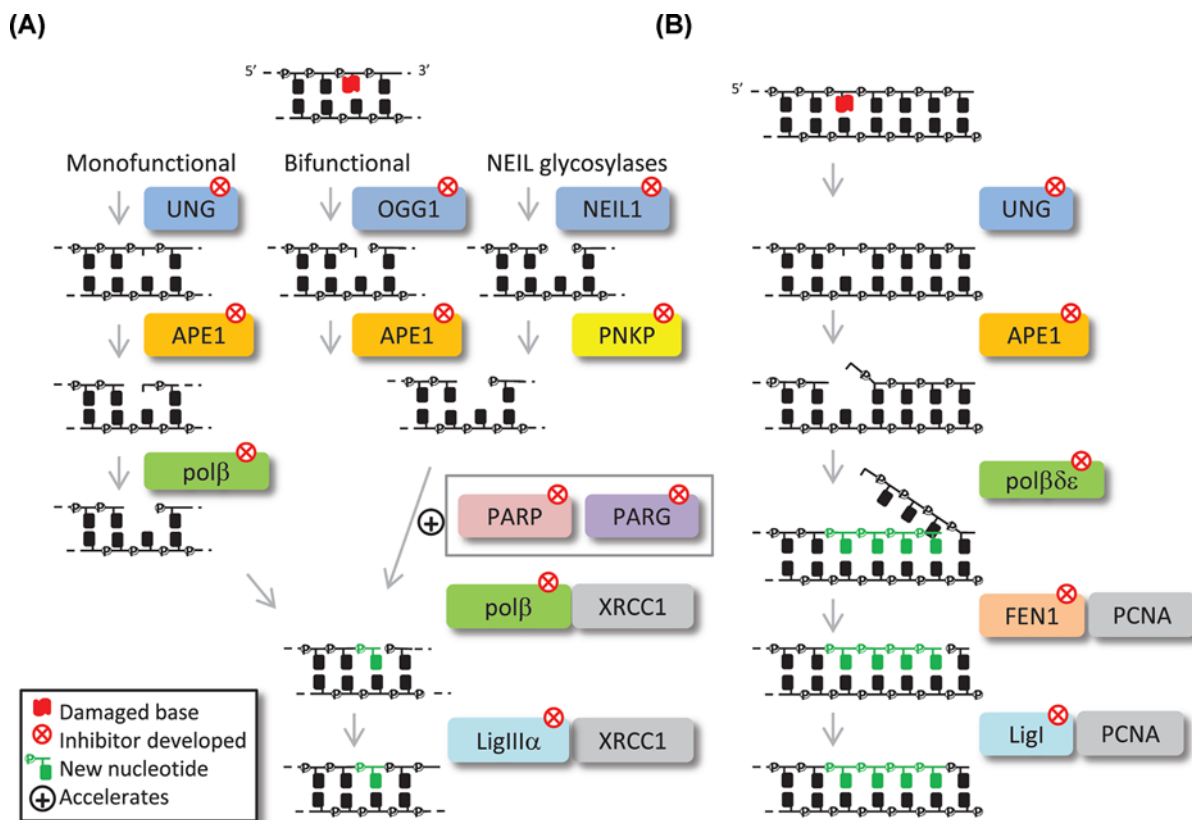 (A)
(B)
5’ 3’
5’
Monofunctional Bifunctional NEIL glycosylases
UNG OGG1 NEIL1 UNG
APE1 APE1 PNKP APE1
polβ polβδε
PARP PARG
polβ XRCC1 FEN1 PCNA
LigIIIα XRCC1 LigI PCNA
Damaged base
Inhibitor developed
New nucleotide
Accelerates